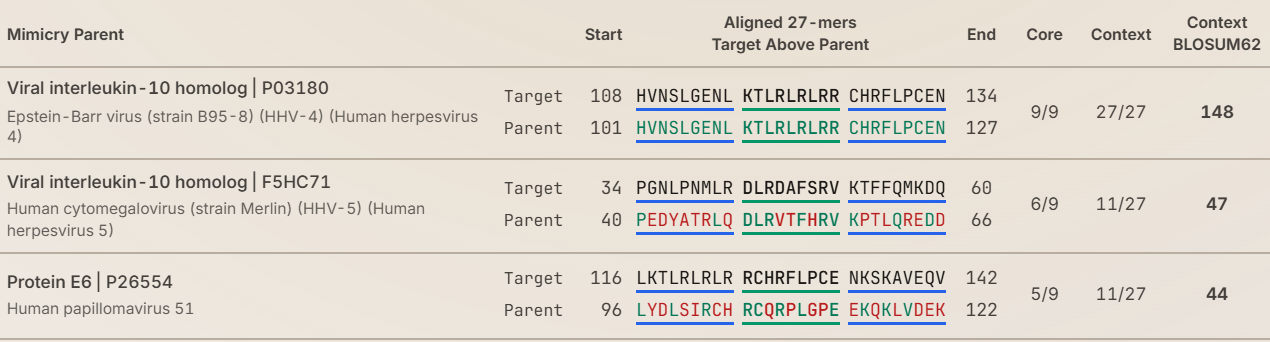 Mimicry Parent Start Aligned 27-mers Target Above Parent End Core Context Context BLOSUM62
Viral interleukin-10 homolog | P03180
Epstein-Barr virus (strain B95-8) (HHV-4) (Human herpesvirus
4)
Target 108 HVNSLGENL KTLRLRLRR CHRFLPCEN 134
Parent 101 HVNSLGENL KTLRLRLRR CHRFLPCEN 127
9/9 27/27 148
Viral interleukin-10 homolog | F5HC71
Human cytomegalovirus (strain Merlin) (HHV-5) (Human
herpesvirus 5)
Target 34 PGNLPNMLR DLRDAFSRV KTFFQMKDQ 60
Parent 40 PEDYATRLQ DLRVTFHRV KPTLQREDD 66
6/9 11/27 47
Protein E6 | P26554
Human papillomavirus 51
Target 116 LKTLRLRLR RCHRFLPCE NKSKAVEQV 142
Parent 96 LYDLSIRCH RCQRPLGPE EKQKLVDEK 122
5/9 11/27 44